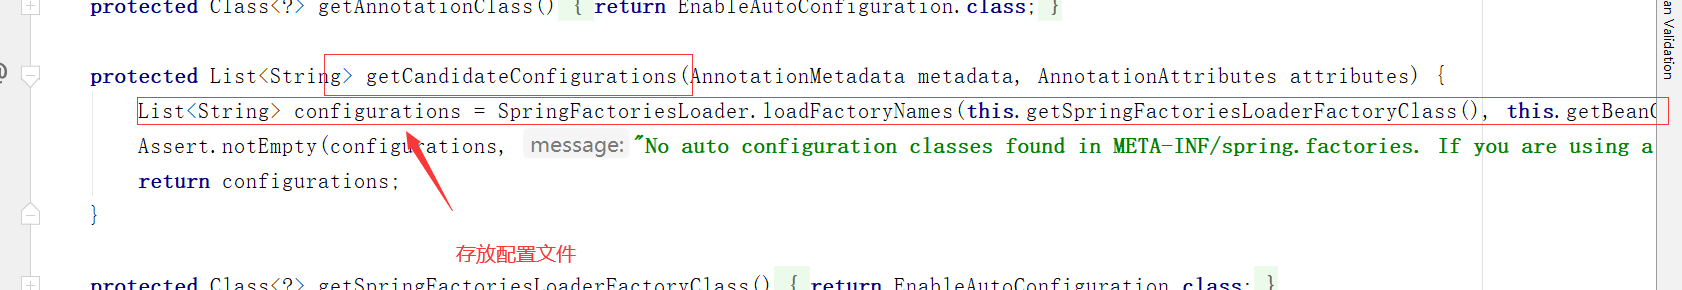 protected Class<?> getAnnotationClass() { return EnableAutoConfiguration.class; }
protected List<String> getCandidateConfigurations(AnnotationMetadata metadata, AnnotationAttributes attributes) {
List<String> configurations = SpringFactoriesLoader.loadFactoryNames(this.getSpringFactoriesLoaderFactoryClass(), this.getBeanC
Assert.notEmpty(configurations, message: "No auto configuration classes found in META-INF/spring.factories. If you are using a
return configurations;
}
存放配置文件
protected Class<?> getSpringFactoriesLoaderFactoryClass() { return EnableAutoConfiguration.class; }
an Validation